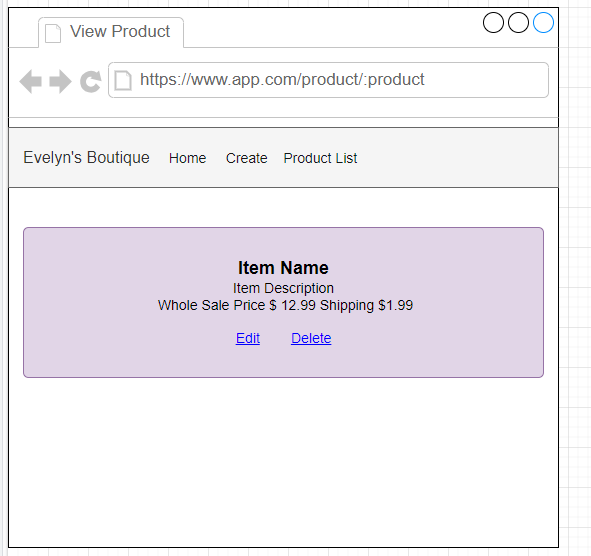 View Product
https://www.app.com/product/:product
Evelyn's Boutique Home Create Product List
Item Name
Item Description
Whole Sale Price $ 12.99 Shipping $1.99
Edit Delete